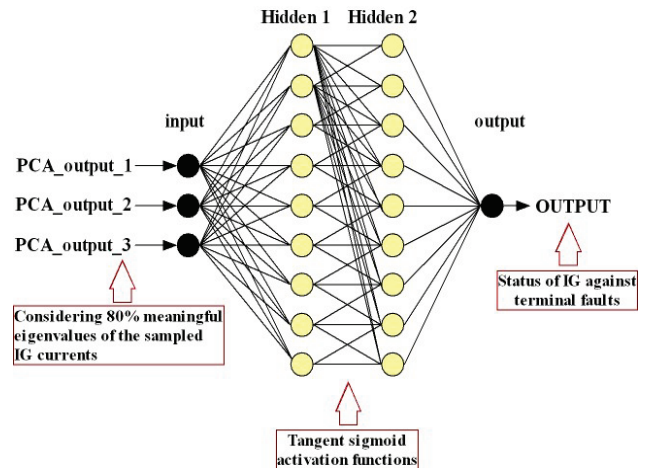 Hidden 1 Hidden 2
input
output
PCA_output_1
PCA_output_2
PCA_output_3
OUTPUT
Considering 80% meaningful
eigenvalues of the sampled
IG currents
Status of IG against
terminal faults
Tangent sigmoid
activation functions